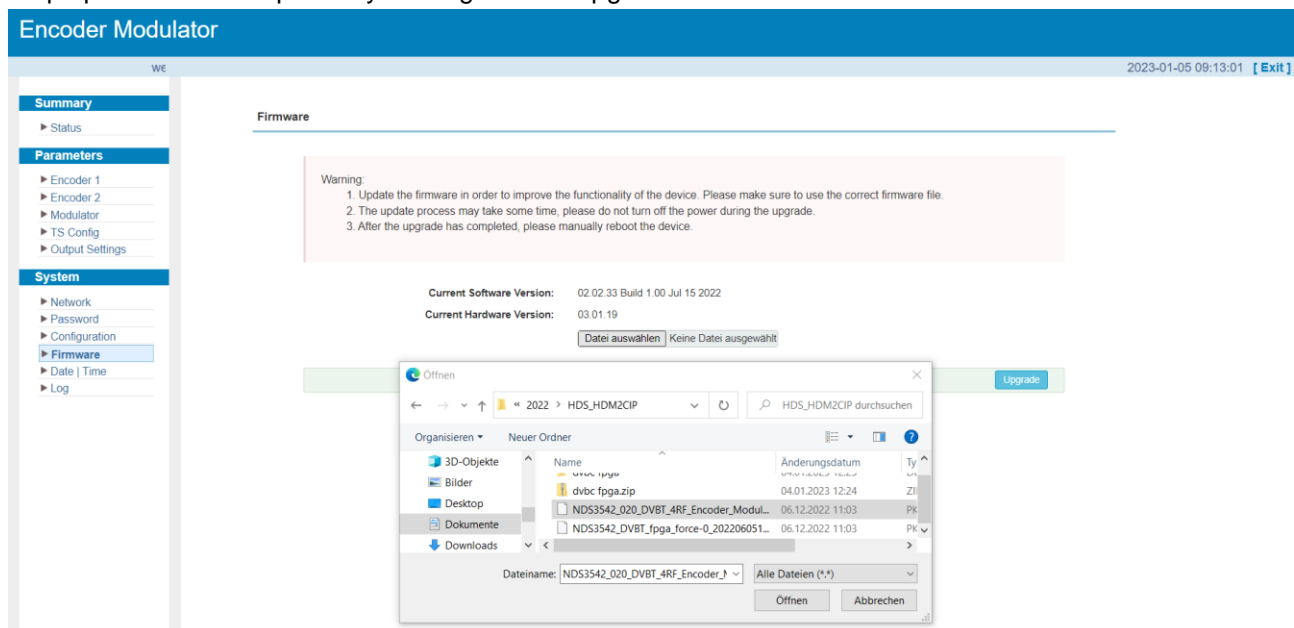 Encoder Modulator
we
2023-01-05 09:13:01 [ Exit ]
Summary
Status
Parameters
Encoder 1
Encoder 2
Modulator
TS Config
Output Settings
System
Network
Password
Configuration
Firmware
Date | Time
Log
Firmware
Warning:
1. Update the firmware in order to improve the functionality of the device. Please make sure to use the correct firmware file.
2. The update process may take some time, please do not turn off the power during the upgrade.
3. After the upgrade has completed, please manually reboot the device.
Current Software Version: 02.02.33 Build 1.00 Jul 15 2022
Current Hardware Version: 03.01.19
Datei auswählen Keine Datei ausgewählt
Upgrade
Öffnen
« 2022 > HDS_HDM2CIP
HDS_HDM2CIP durchsuchen
Organisieren
Neuer Ordner
3D-Objekte
Bilder
Desktop
Dokumente
Downloads
Name Änderungsdatum Ty
dvbc fpga.zip 04.01.2023 12:24 ZI
NDS3542_020_DVBT_4RF_Encoder_Modul... 06.12.2022 11:03 PK
NDS3542_DVBT_fpga_force-0_202206051... 06.12.2022 11:03 PK
Dateiname: NDS3542_020_DVBT_4RF_Encoder_M
Alle Dateien (*.*)
Öffnen Abbrechen